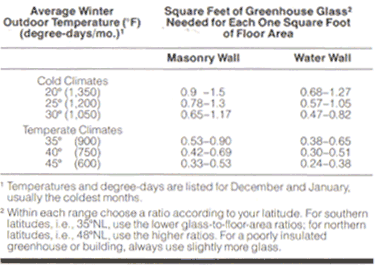 Average Winter Square Feet of Greenhouse Glass²
Outdoor Temperature (°F) Needed for Each One Square Foot
(degree-days/mo.)¹ of Floor Area
Masonry Wall Water Wall
Cold Climates
20° (1,350) 0.9 -1.5 0.68-1.27
25° (1,200) 0.78-1.3 0.57-1.05
30° (1,050) 0.65-1.17 0.47-0.82
Temperate Climates
35° (900) 0.53-0.90 0.38-0.65
40° (750) 0.42-0.69 0.30-0.51
45° (600) 0.33-0.53 0.24-0.38
¹ Temperatures and degree-days are listed for December and January,
usually the coldest months.
² Within each range choose a ratio according to your latitude. For southern
latitudes, i.e., 35°NL, use the lower glass-to-floor-area ratios; for northern
latitudes, i.e., 48°NL, use the higher ratios. For a poorly insulated
greenhouse or building, always use slightly more glass.